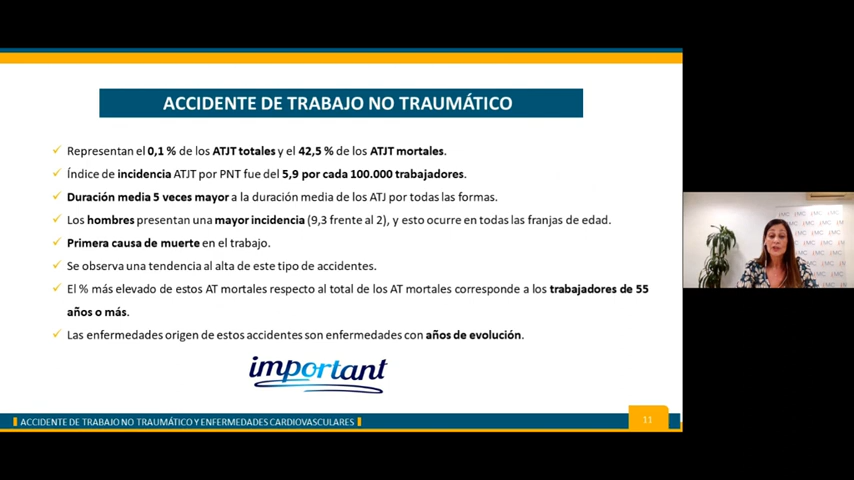 ACCIDENTE DE TRABAJO NO TRAUMÁTICO
Representan el 0,1 % de los ATJT totales y el 42,5 % de los ATJT mortales.
Índice de incidencia ATJT por PNT fue del 5,9 por cada 100.000 trabajadores.
Duración media 5 veces mayor a la duración media de los ATJ por todas las formas.
Los hombres presentan una mayor incidencia (9,3 frente al 2), y esto ocurre en todas las franjas de edad.
Primera causa de muerte en el trabajo.
Se observa una tendencia al alta de este tipo de accidentes.
El % más elevado de estos AT mortales respecto al total de los AT mortales corresponde a los trabajadores de 55
años o más.
Las enfermedades origen de estos accidentes son enfermedades con años de evolución.
important
ACCIDENTE DE TRABAJO NO TRAUMÁTICO Y ENFERMEDADES CARDIOVASCULARES
11